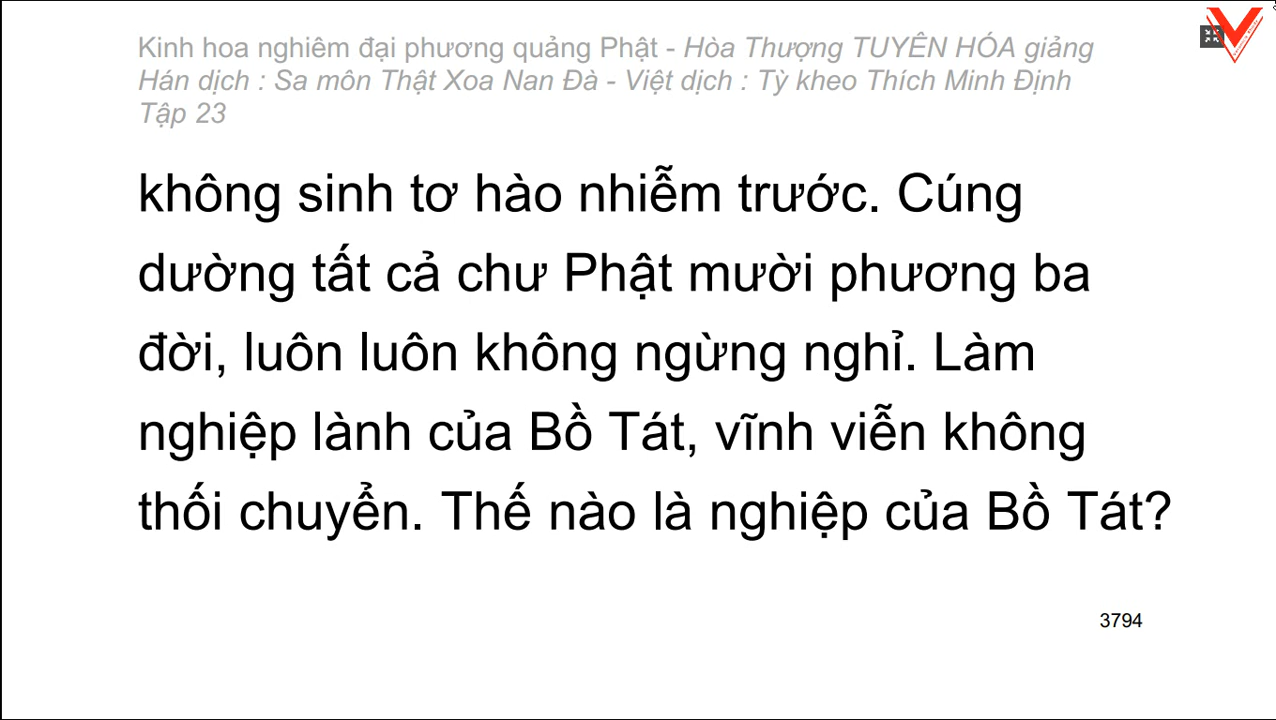 Kinh hoa nghiêm đại phương quảng Phật - Hòa Thượng TUYÊN HÓA giảng
Hán dịch : Sa môn Thật Xoa Nan Đà - Việt dịch : Tỳ kheo Thích Minh Định
Tập 23
không sinh tơ hào nhiễm trước. Cúng
dường tất cả chư Phật mười phương ba
đời, luôn luôn không ngừng nghỉ. Làm
nghiệp lành của Bồ Tát, vĩnh viễn không
thối chuyển. Thế nào là nghiệp của Bồ Tát?
3794